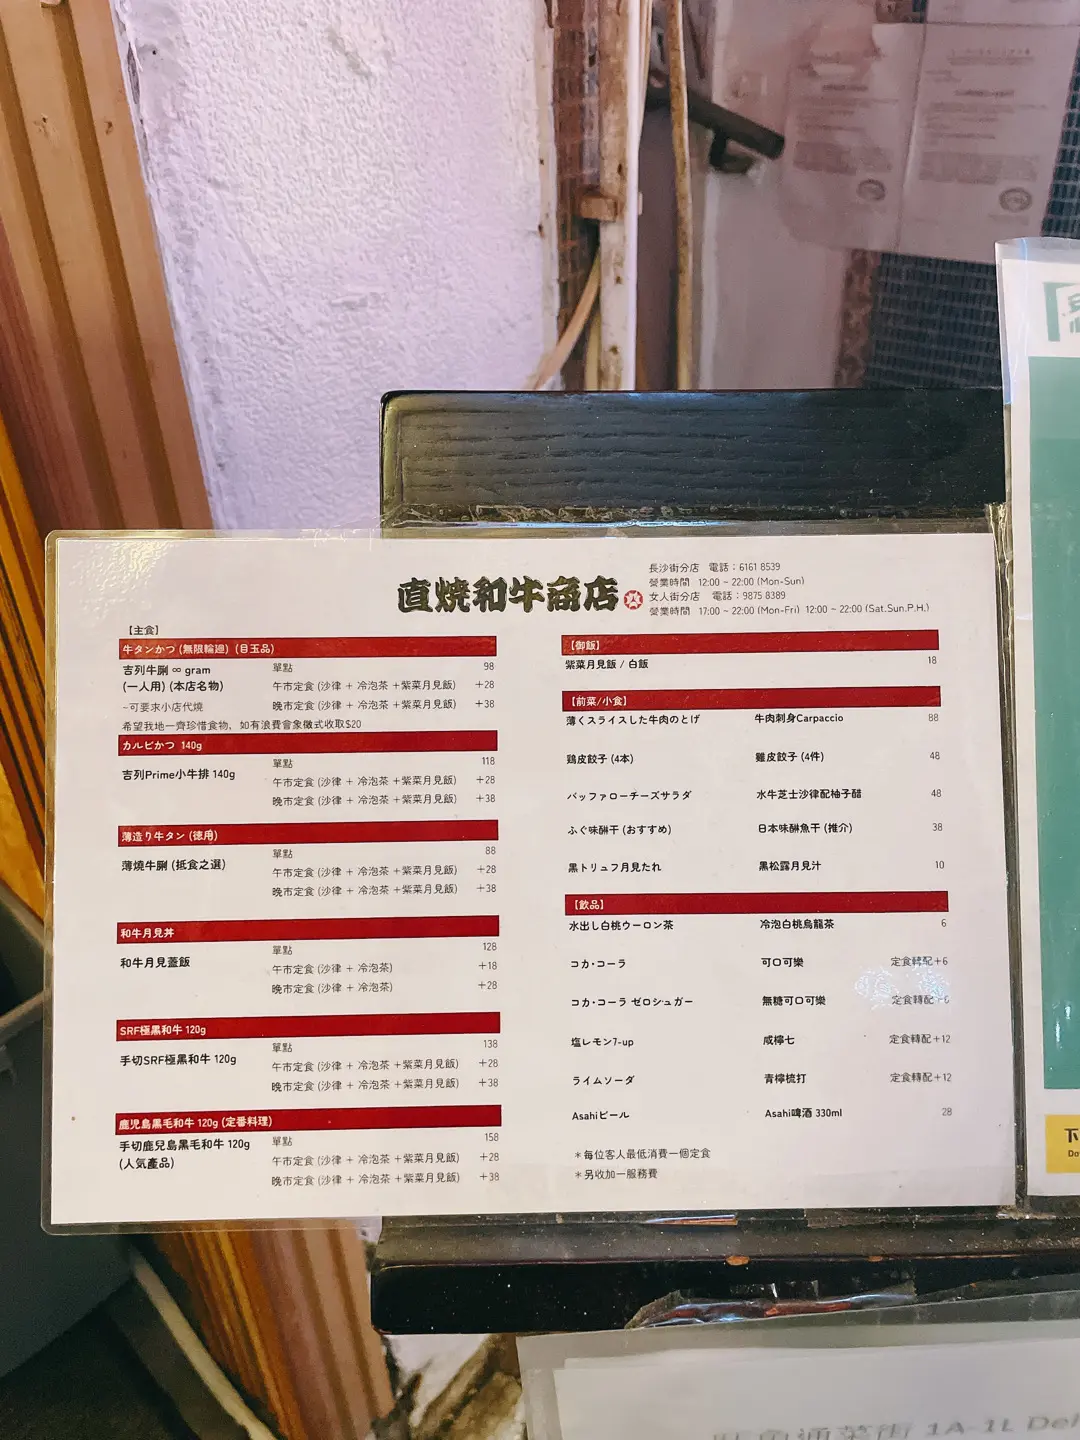 直焼和牛商店
長沙街分店 電話：6161 8539
營業時間 12:00 ~ 22:00 (Mon-Sun)
女人街分店 電話：9875 8389
營業時間 17:00 ~ 22:00 (Mon-Fri) 12:00 ~ 22:00 (Sat.Sun.P.H.)
【主食】
牛タンかつ (無限輪迴) (目玉品)
吉列牛脷 ∞ gram 單點 98
(一人用) (本店名物) 午市定食 (沙律 + 冷泡茶 +紫菜月見飯) +28
~可要求小店代燒 晚市定食 (沙律 + 冷泡茶 +紫菜月見飯) +38
希望我地一齊珍惜食物，如有浪費會象徵式收取$20
カルビかつ 140g
吉列Prime小牛排 140g 單點 118
午市定食 (沙律 + 冷泡茶 +紫菜月見飯) +28
晚市定食 (沙律 + 冷泡茶 +紫菜月見飯) +38
薄造り牛タン (徳用)
薄燒牛脷 (抵食之選) 單點 88
午市定食 (沙律 + 冷泡茶 +紫菜月見飯) +28
晚市定食 (沙律 + 冷泡茶 +紫菜月見飯) +38
和牛月見丼
和牛月見蓋飯 單點 128
午市定食 (沙律 + 冷泡茶) +18
晚市定食 (沙律 + 冷泡茶) +28
SRF極黒和牛 120g
手切SRF極黒和牛 120g 單點 138
午市定食 (沙律 + 冷泡茶 +紫菜月見飯) +28
晚市定食 (沙律 + 冷泡茶 +紫菜月見飯) +38
鹿児島黒毛和牛 120g (定番料理)
手切鹿兒島黑毛和牛 120g 單點 158
(人気產品) 午市定食 (沙律 + 冷泡茶 +紫菜月見飯) +28
晚市定食 (沙律 + 冷泡茶 +紫菜月見飯) +38
【御飯】
紫菜月見飯 / 白飯 18
【前菜/小食】
薄くスライスした牛肉のとげ 牛肉刺身Carpaccio 88
鶏皮餃子 (4本) 雞皮餃子 (4件) 48
バッファローチーズサラダ 水牛芝士沙律配柚子醋 48
ふぐ味醂干 (おすすめ) 日本味醂魚干 (推介) 38
黒トリュフ月見たれ 黑松露月見汁 10
【飲品】
水出し白桃ウーロン茶 冷泡白桃烏龍茶 6
コカ･コーラ 可口可樂 定食轉配+6
コカ･コーラ ゼロシュガー 無糖可口可樂 定食轉配+6
塩レモン7-up 咸檸七 定食轉配+12
ライムソーダ 青檸梳打 定食轉配+12
Asahiビール Asahi啤酒 330ml 28
＊每位客人最低消費一個定食
＊另收加一服務費
通菜街 1A-1L